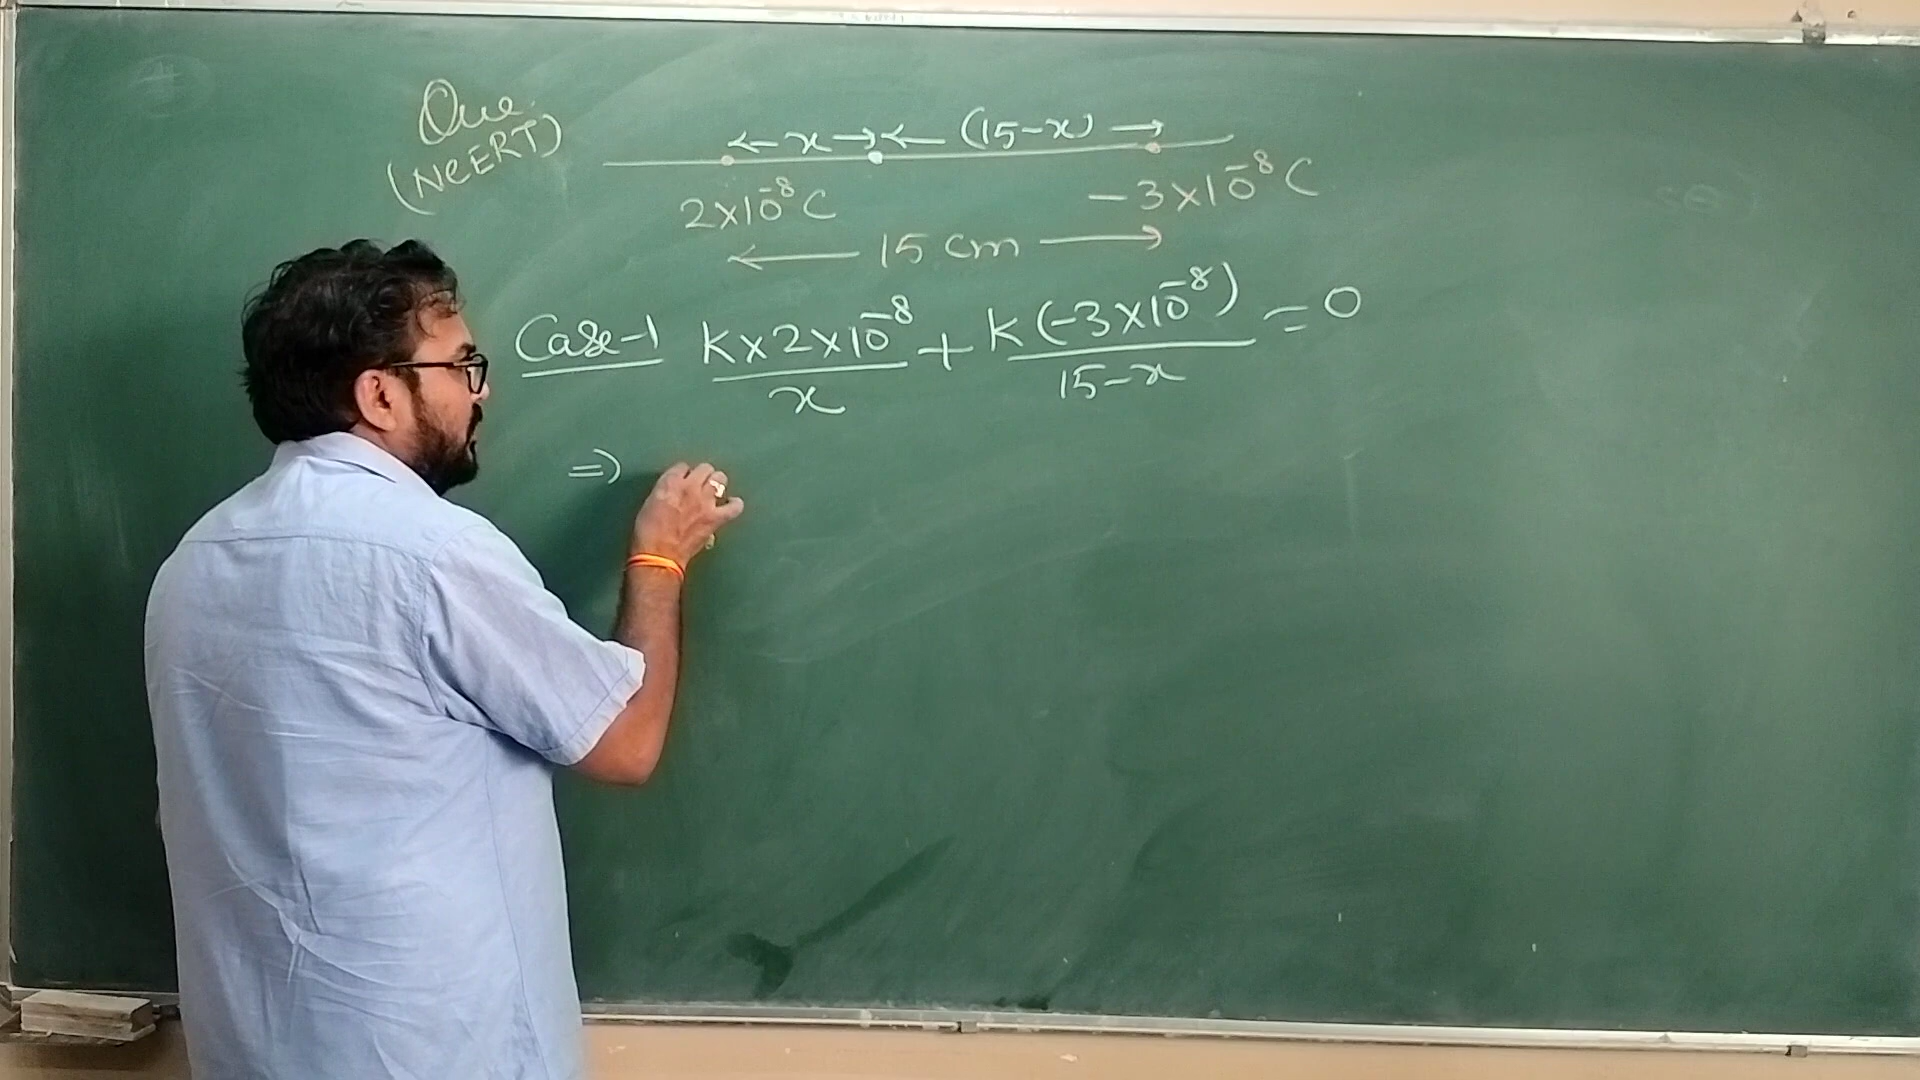 Que.
(NCERT)
← x → ← (15-x) →
2×10⁻⁸C
-3×10⁻⁸C
← 15 cm →
Case-1 K×2×10⁻⁸/x + K(-3×10⁻⁸)/15-x = 0
⇒